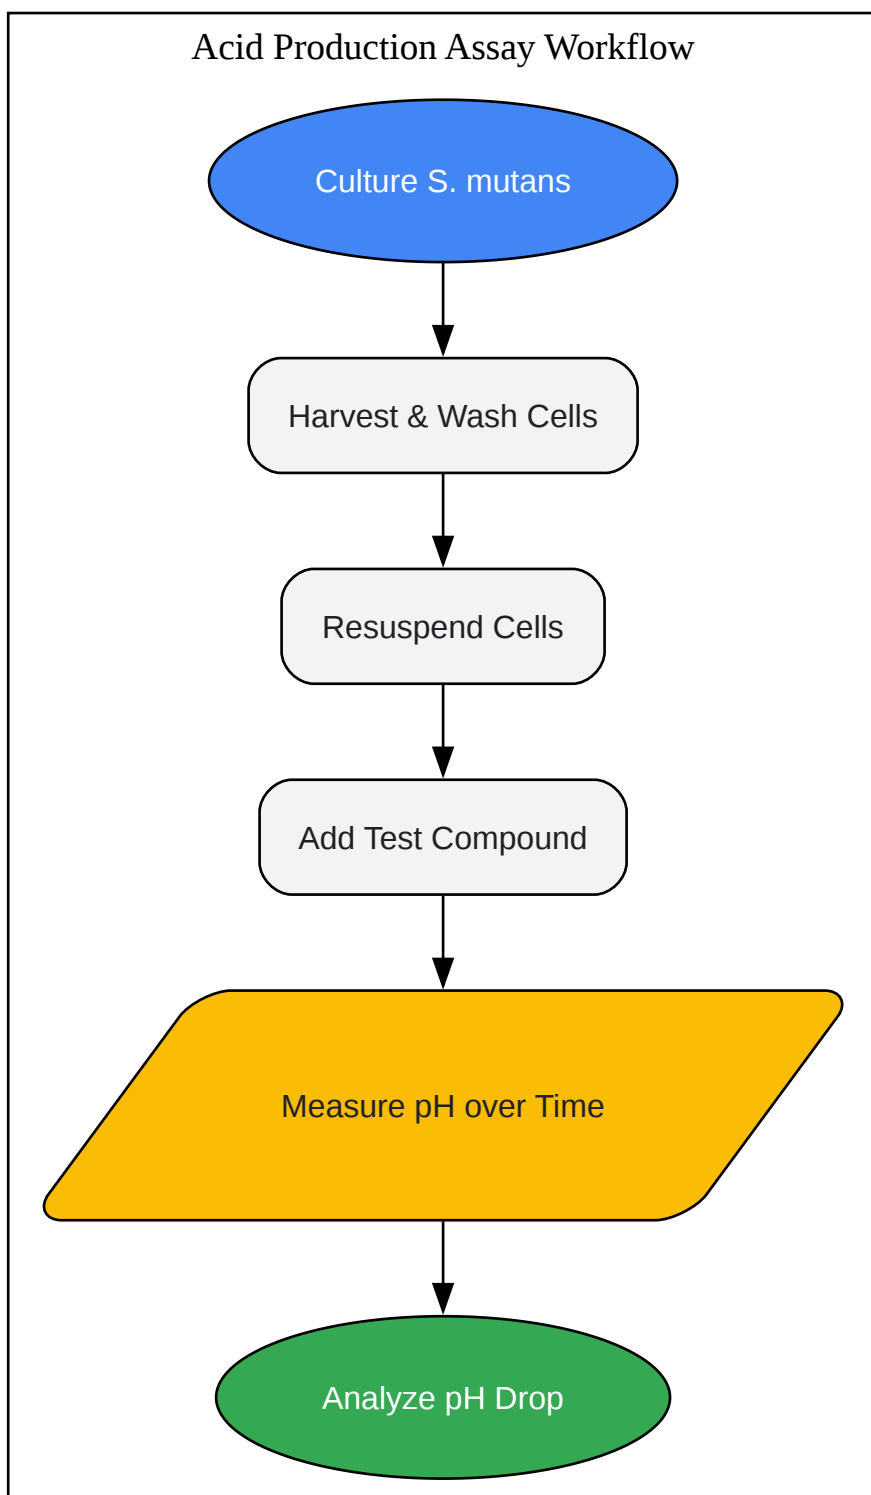 Acid Production Assay Workflow
Culture S. mutans
Harvest & Wash Cells
Resuspend Cells
Add Test Compound
Measure pH over Time
Analyze pH Drop